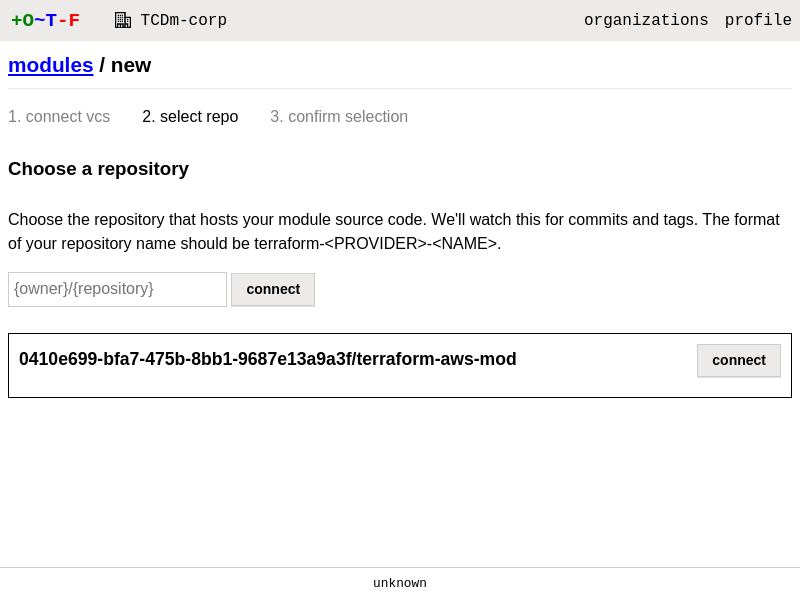 +O~T-F TCDm-corp organizations profile
modules / new
1. connect vcs 2. select repo 3. confirm selection
Choose a repository
Choose the repository that hosts your module source code. We'll watch this for commits and tags. The format
of your repository name should be terraform-<PROVIDER>-<NAME>.
{owner}/{repository} connect
0410e699-bfa7-475b-8bb1-9687e13a9a3f/terraform-aws-mod connect
unknown